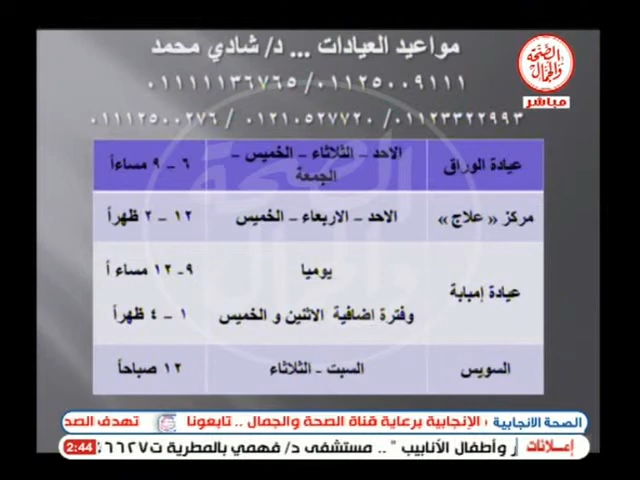 مواعيد العيادات ... د/ شادي محمد
الصحة
والجمال
مباشر
٠١١١١١٣٦٧٦٥/ ٠١١٢٥٠٠٩١١١
٠١١١٢٥٠٠٢٧٦ / ٠١٢١٠٥٢٧٧٢٠ /٠١١٢٣٣٢٢٩٩٣
عيادة الوراق
الاحد - الثلاثاء - الخميس - الجمعة
٦ - ٩ مساءاً
مركز « علاج »
الاحد - الاربعاء - الخميس
١٢ - ٢ ظهراً
عيادة إمبابة
يوميا
٩- ١٢ مساء أ
وفترة اضافية الاثنين و الخميس
١ - ٤ ظهراً
السويس
السبت - الثلاثاء
١٢ صباحاً
الصحة الانجابية
الإنجابية برعاية قناة الصحة والجمال .. تابعونا
تهدف الصد
إعلانات
وأطفال الأنابيب " .. مستشفى د/ فهمي بالمطرية ت٦٦٢٧
2:44